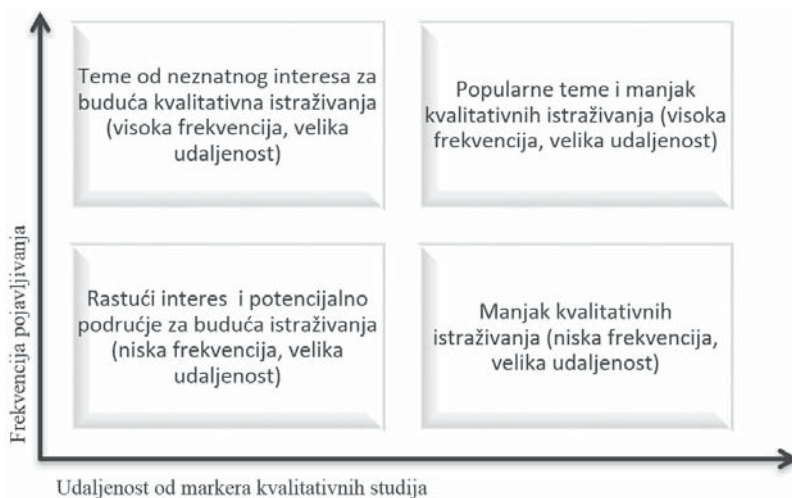 Teme od neznatnog interesa za
buduća kvalitativna istraživanja
(visoka frekvencija, velika
udaljenost)
Popularne teme i manjak
kvalitativnih istraživanja (visoka
frekvencija, velika udaljenost)
Rastući interes i potencijalno
područje za buduća istraživanja
(niska frekvencija, velika
udaljenost)
Manjak kvalitativnih
istraživanja (niska frekvencija,
velika udaljenost)
Frekvencija pojavljivanja
Udaljenost od markera kvalitativnih studija